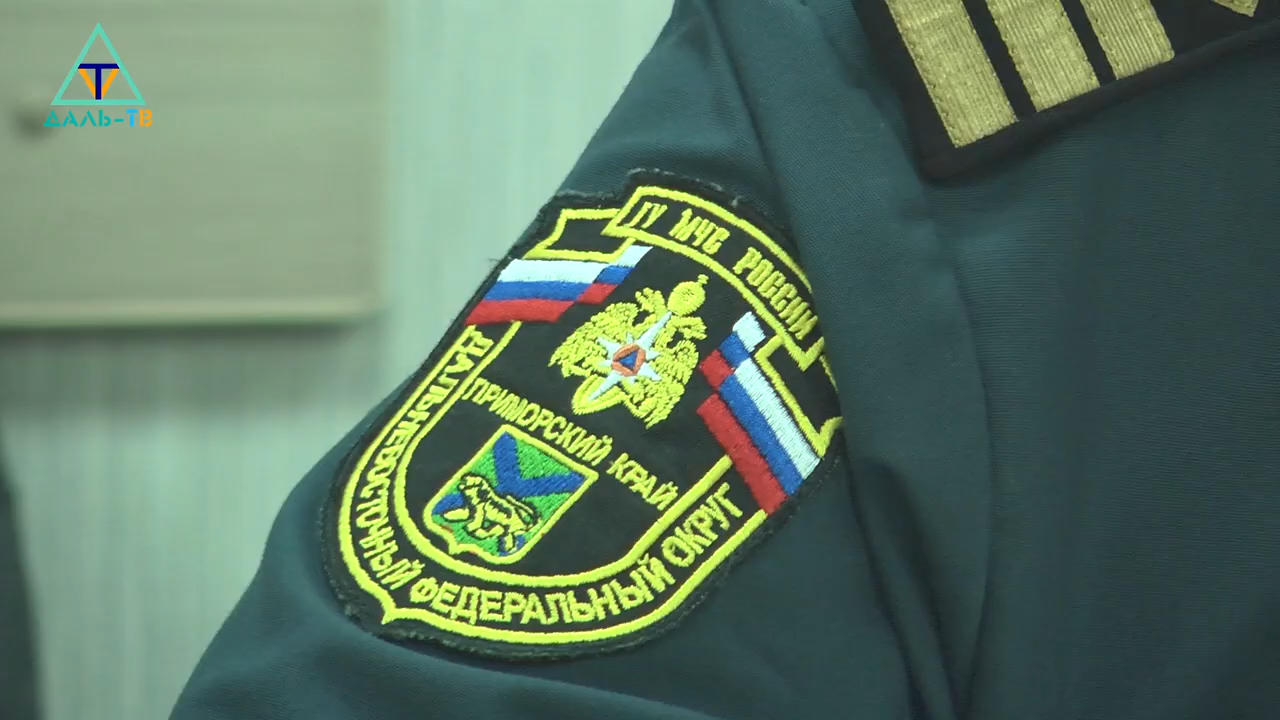 ДАЛЬ-ТВ
ГУ МЧС РОССИИ
ПРИМОРСКИЙ КРАЙ
ДАЛЬНЕВОСТОЧНЫЙ ФЕДЕРАЛЬНЫЙ ОКРУГ